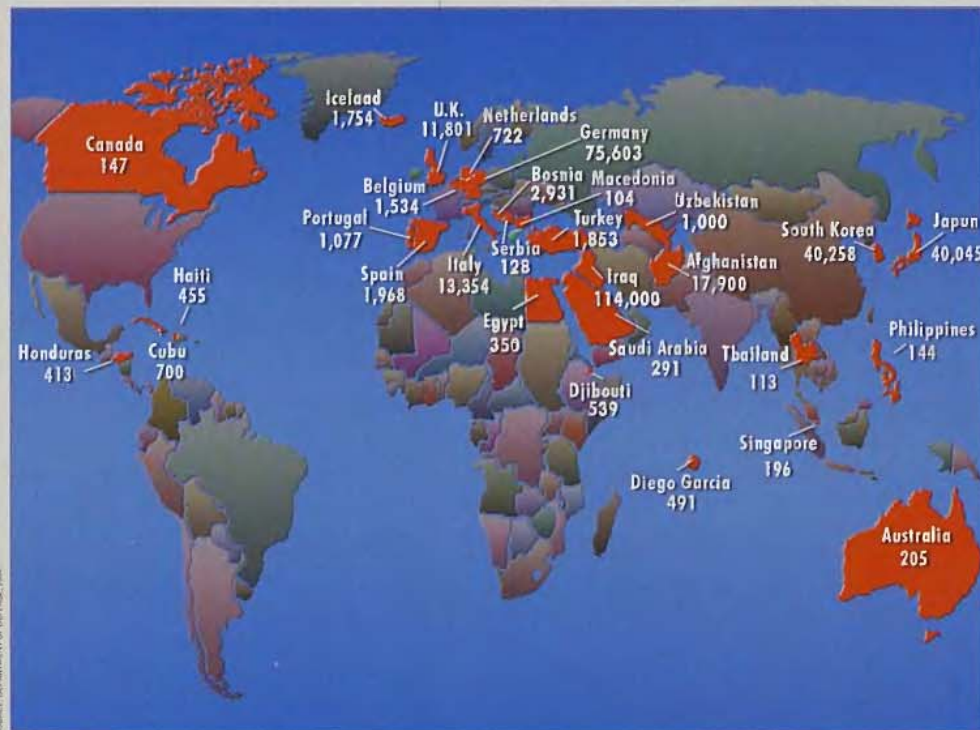 Icelaad
1,754
U.K.
11,801
Netherlands
722
Germany
75,603
Canada
147
Belgium
1,534
Bosnia
2,931
Macedonia
104
Portugal
1,077
Serbia
128
Turkey
1,853
Uzbekistan
1,000
South Korea
40,258
Japun
40,045
Spain
1,968
Italy
13,354
Iraq
114,000
Afghanistan
17,900
Haiti
455
Egypt
350
Saudi Arabia
291
Tbailand
113
Philippines
144
Honduras
413
Cubu
700
Djibouti
539
Singapore
196
Diego Garcia
491
Australia
205